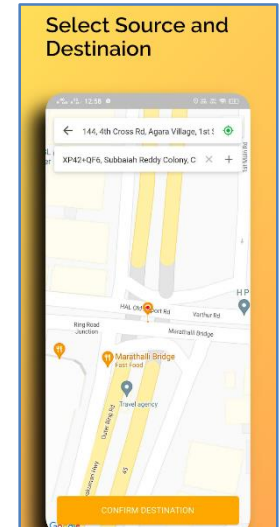 Select Source and
Destinaion
12:58
144, 4th Cross Rd, Agara Village, 1st
XP42+QF6, Subbaiah Reddy Colony, C
HAL Old Airport Rd
Varthur Rd
H P
Ring Road
Junction
Marathalli Bridge
Marathalli Bridge
Fast Food
Travel agency
Outer Ring Rd
CONFIRM DESTINATION
Google